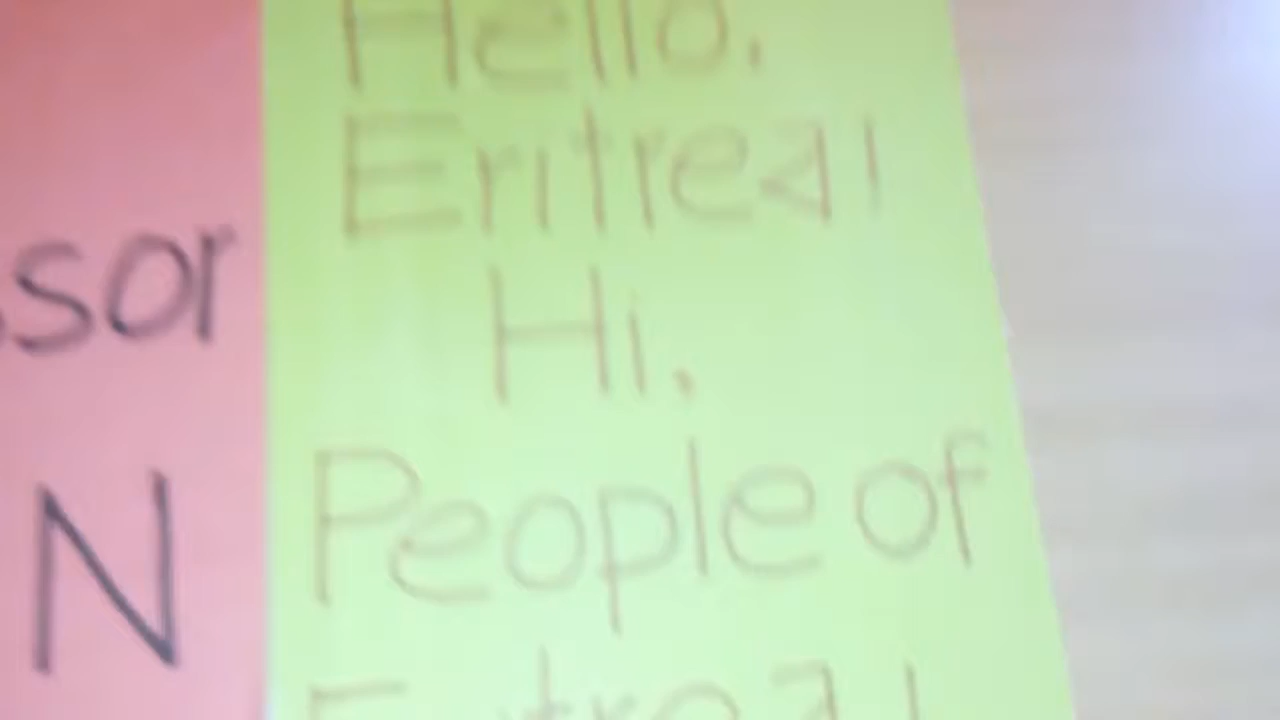 Hello.
Eritrea!
Hi.
People of
sor
N